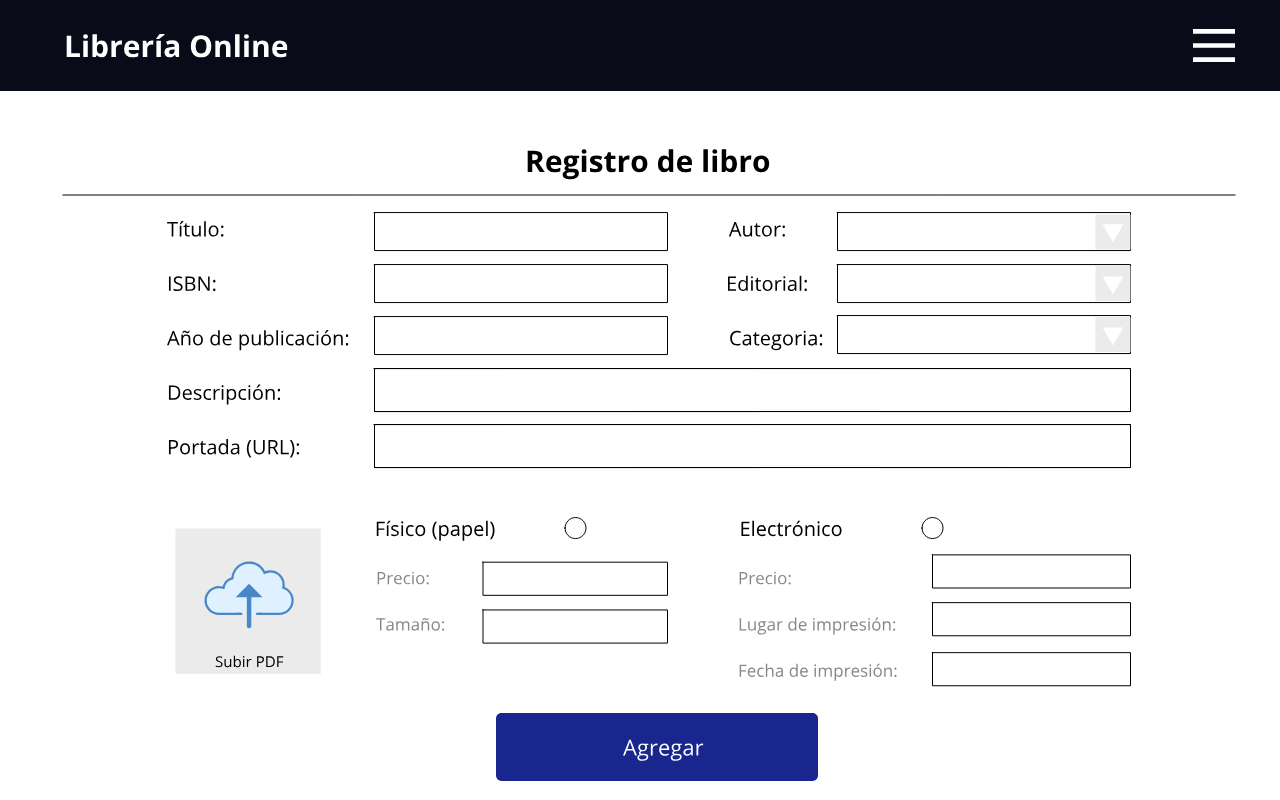 Librería Online
Registro de libro
Título:
Autor:
ISBN:
Editorial:
Año de publicación:
Categoria:
Descripción:
Portada (URL):
Físico (papel)
Electrónico
Precio:
Precio:
Tamaño:
Lugar de impresión:
Subir PDF
Fecha de impresión:
Agregar